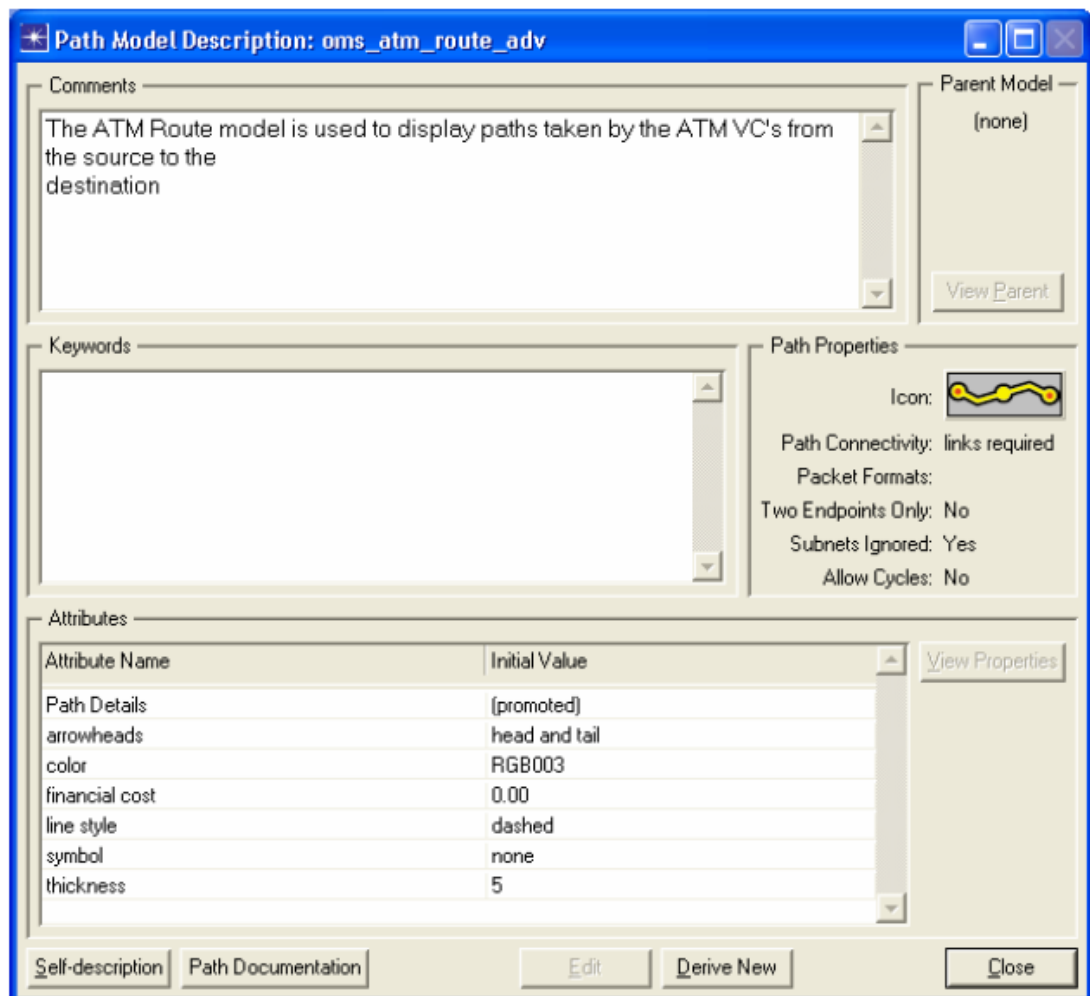 Path Model Description: oms_atm_route_adv
Comments
The ATM Route model is used to display paths taken by the ATM VC's from
the source to the
destination
Parent Model
(none)
View Parent
Keywords
Path Properties
Icon:
Path Connectivity: links required
Packet Formats:
Two Endpoints Only: No
Subnets Ignored: Yes
Allow Cycles: No
Attributes
Attribute Name Initial Value
Path Details (promoted)
arrowheads head and tail
color RGB003
financial cost 0.00
line style dashed
symbol none
thickness 5
View Properties
Self-description Path Documentation Edit Derive New Close